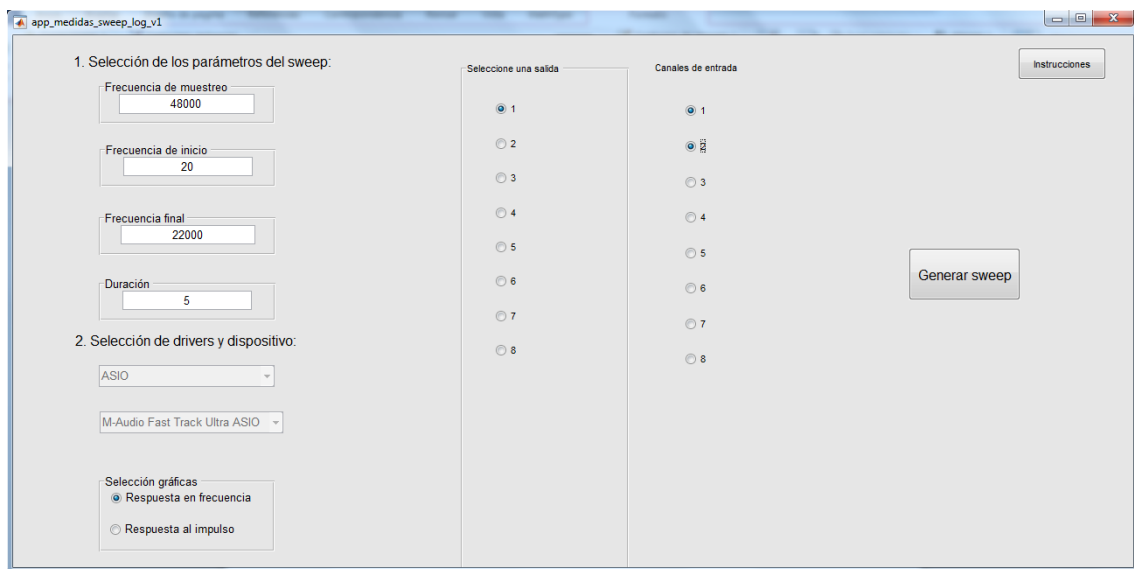 app_medidas_sweep_log_v1
1. Selección de los parámetros del sweep:
Frecuencia de muestreo
48000
Frecuencia de inicio
20
Frecuencia final
22000
Duración
5
2. Selección de drivers y dispositivo:
ASIO
M-Audio Fast Track Ultra ASIO
Selección gráficas
Respuesta en frecuencia
Respuesta al impulso
Seleccione una salida
1
2
3
4
5
6
7
8
Canales de entrada
1
2
3
4
5
6
7
8
Instrucciones
Generar sweep